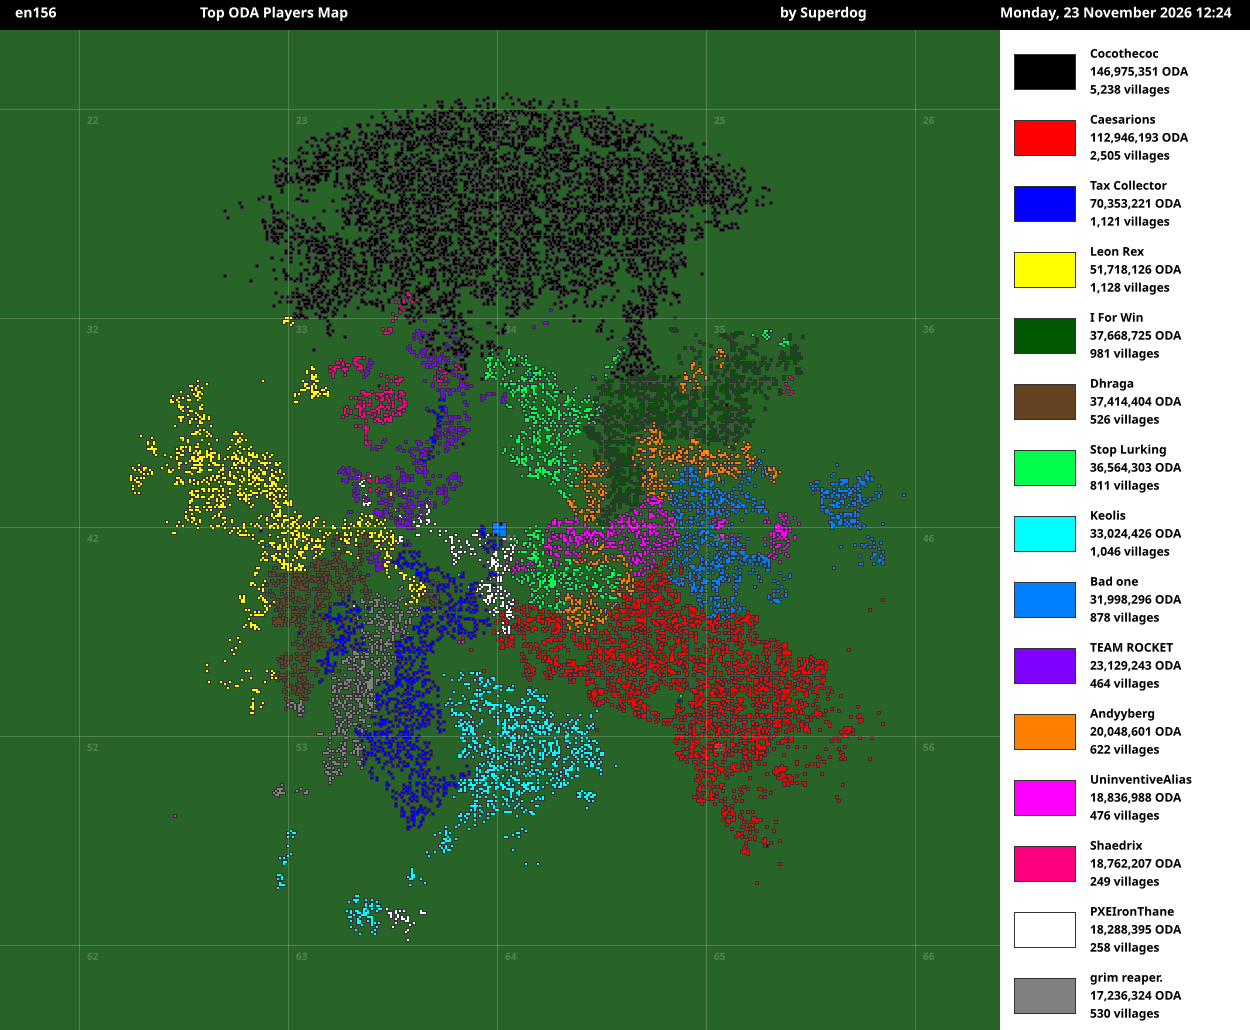 en156 Top ODA Players Map by Superdog Monday, 23 November 2026 12:24
Cocothecoc
146,975,351 ODA
5,238 villages
Caesarions
112,946,193 ODA
2,505 villages
Tax Collector
70,353,221 ODA
1,121 villages
Leon Rex
51,718,126 ODA
1,128 villages
I For Win
37,668,725 ODA
981 villages
Dhraga
37,414,404 ODA
526 villages
Stop Lurking
36,564,303 ODA
811 villages
Keolis
33,024,426 ODA
1,046 villages
Bad one
31,998,296 ODA
878 villages
TEAM ROCKET
23,129,243 ODA
464 villages
Andyyberg
20,048,601 ODA
622 villages
UninventiveAlias
18,836,988 ODA
476 villages
Shaedrix
18,762,207 ODA
249 villages
PXEIronThane
18,288,395 ODA
258 villages
grim reaper.
17,236,324 ODA
530 villages
22 23 25 26
32 33 34 35 36
42 46
52 53 56
62 63 64 65 66